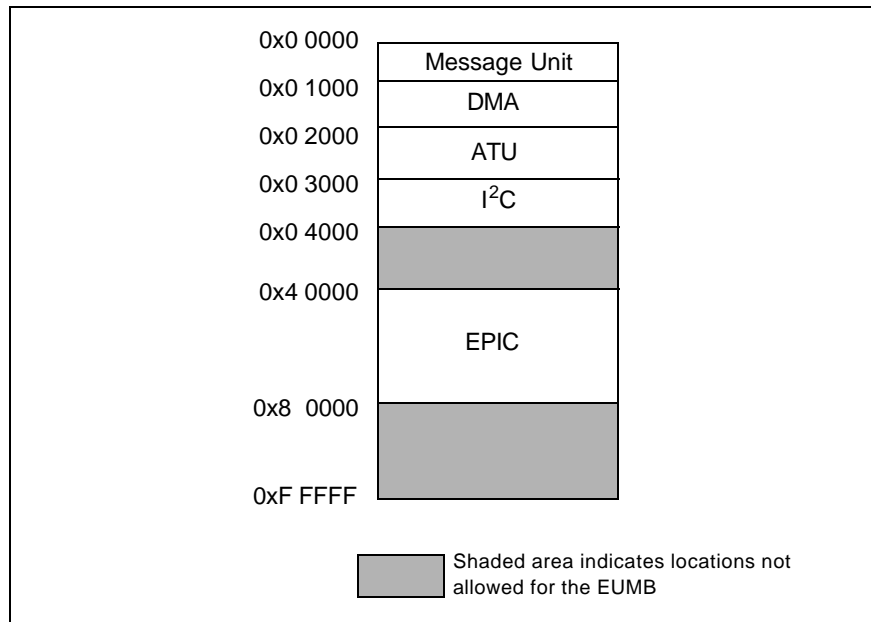 0x0 0000
Message Unit
0x0 1000
DMA
0x0 2000
ATU
0x0 3000
I²C
0x0 4000
0x4 0000
EPIC
0x8 0000
0xF FFFF
Shaded area indicates locations not
allowed for the EUMB